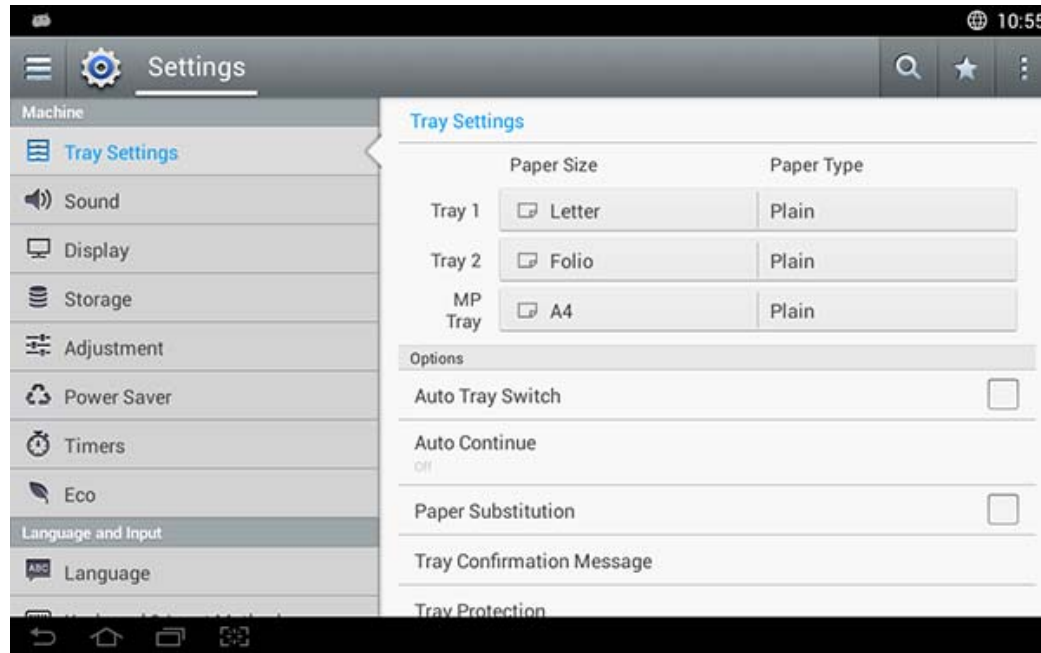 10:55
Settings
Machine
Tray Settings
Sound
Display
Storage
Adjustment
Power Saver
Timers
Eco
Language and Input
ABC
Language
Tray Settings
Paper Size Paper Type
Tray 1 Letter Plain
Tray 2 Folio Plain
MP
Tray A4 Plain
Options
Auto Tray Switch
Auto Continue
Off
Paper Substitution
Tray Confirmation Message
Tray Protection